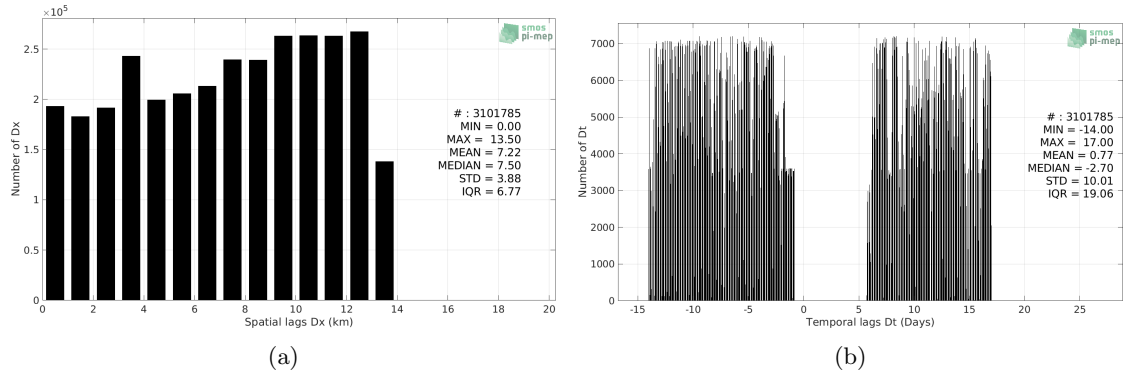 ×10^5
2.5
2
1.5
1
0.5
0
Number of Dx
0 2 4 6 8 10 12 14 16 18 20
Spatial lags Dx (km)
smos
pi-mep
# : 3101785
MIN = 0.00
MAX = 13.50
MEAN = 7.22
MEDIAN = 7.50
STD = 3.88
IQR = 6.77
(a)
7000
6000
5000
4000
3000
2000
1000
0
Number of Dt
-15 -10 -5 0 5 10 15 20 25
Temporal lags Dt (Days)
smos
pi-mep
# : 3101785
MIN = -14.00
MAX = 17.00
MEAN = 0.77
MEDIAN = -2.70
STD = 10.01
IQR = 19.06
(b)